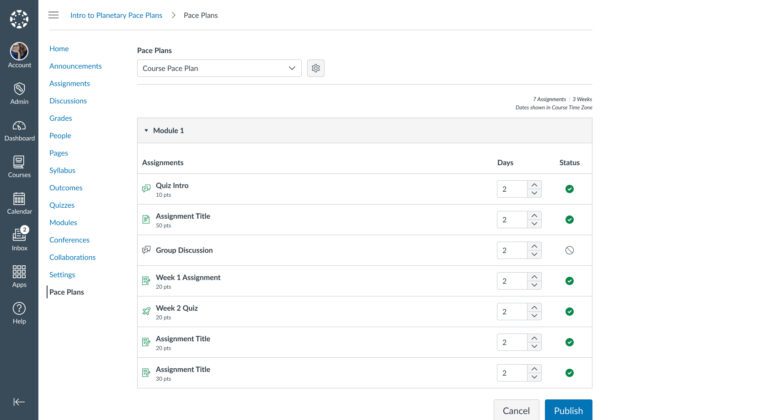 Intro to Planetary Pace Plans > Pace Plans
Account
Admin
Dashboard
Courses
Calendar
2
Inbox
Apps
Help
Home
Announcements
Assignments
Discussions
Grades
People
Pages
Syllabus
Outcomes
Quizzes
Modules
Conferences
Collaborations
Settings
Pace Plans
Pace Plans
Course Pace Plan
7 Assignments | 3 Weeks
Dates shown in Course Time Zone
Module 1
Assignments Days Status
Quiz Intro 2
10 pts
Assignment Title 2
50 pts
Group Discussion 2
Week 1 Assignment 2
20 pts
Week 2 Quiz 2
20 pts
Assignment Title 2
20 pts
Assignment Title 2
30 pts
Cancel Publish